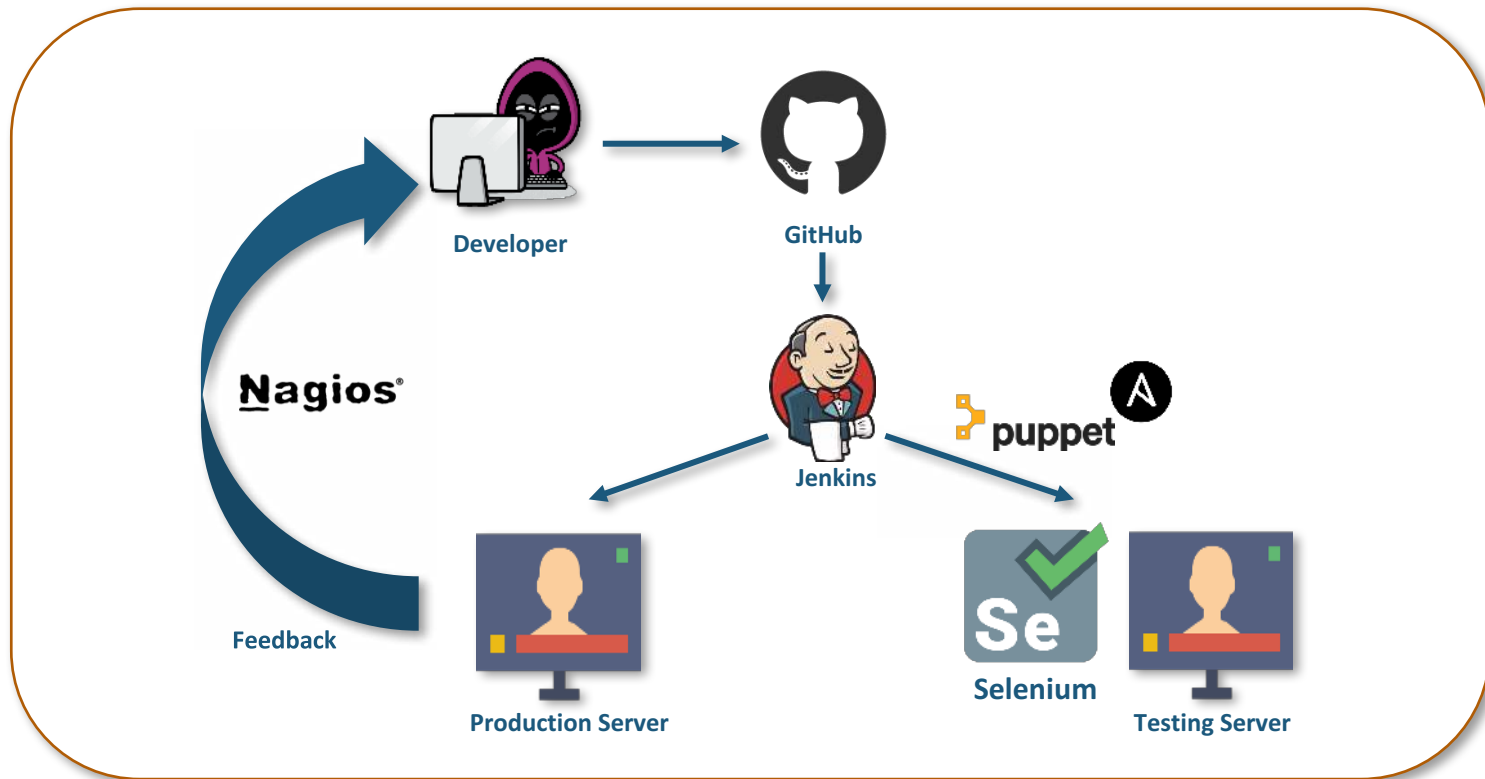 Developer
GitHub
Nagios®
puppet
Jenkins
Se
Feedback
Selenium
Production Server
Testing Server